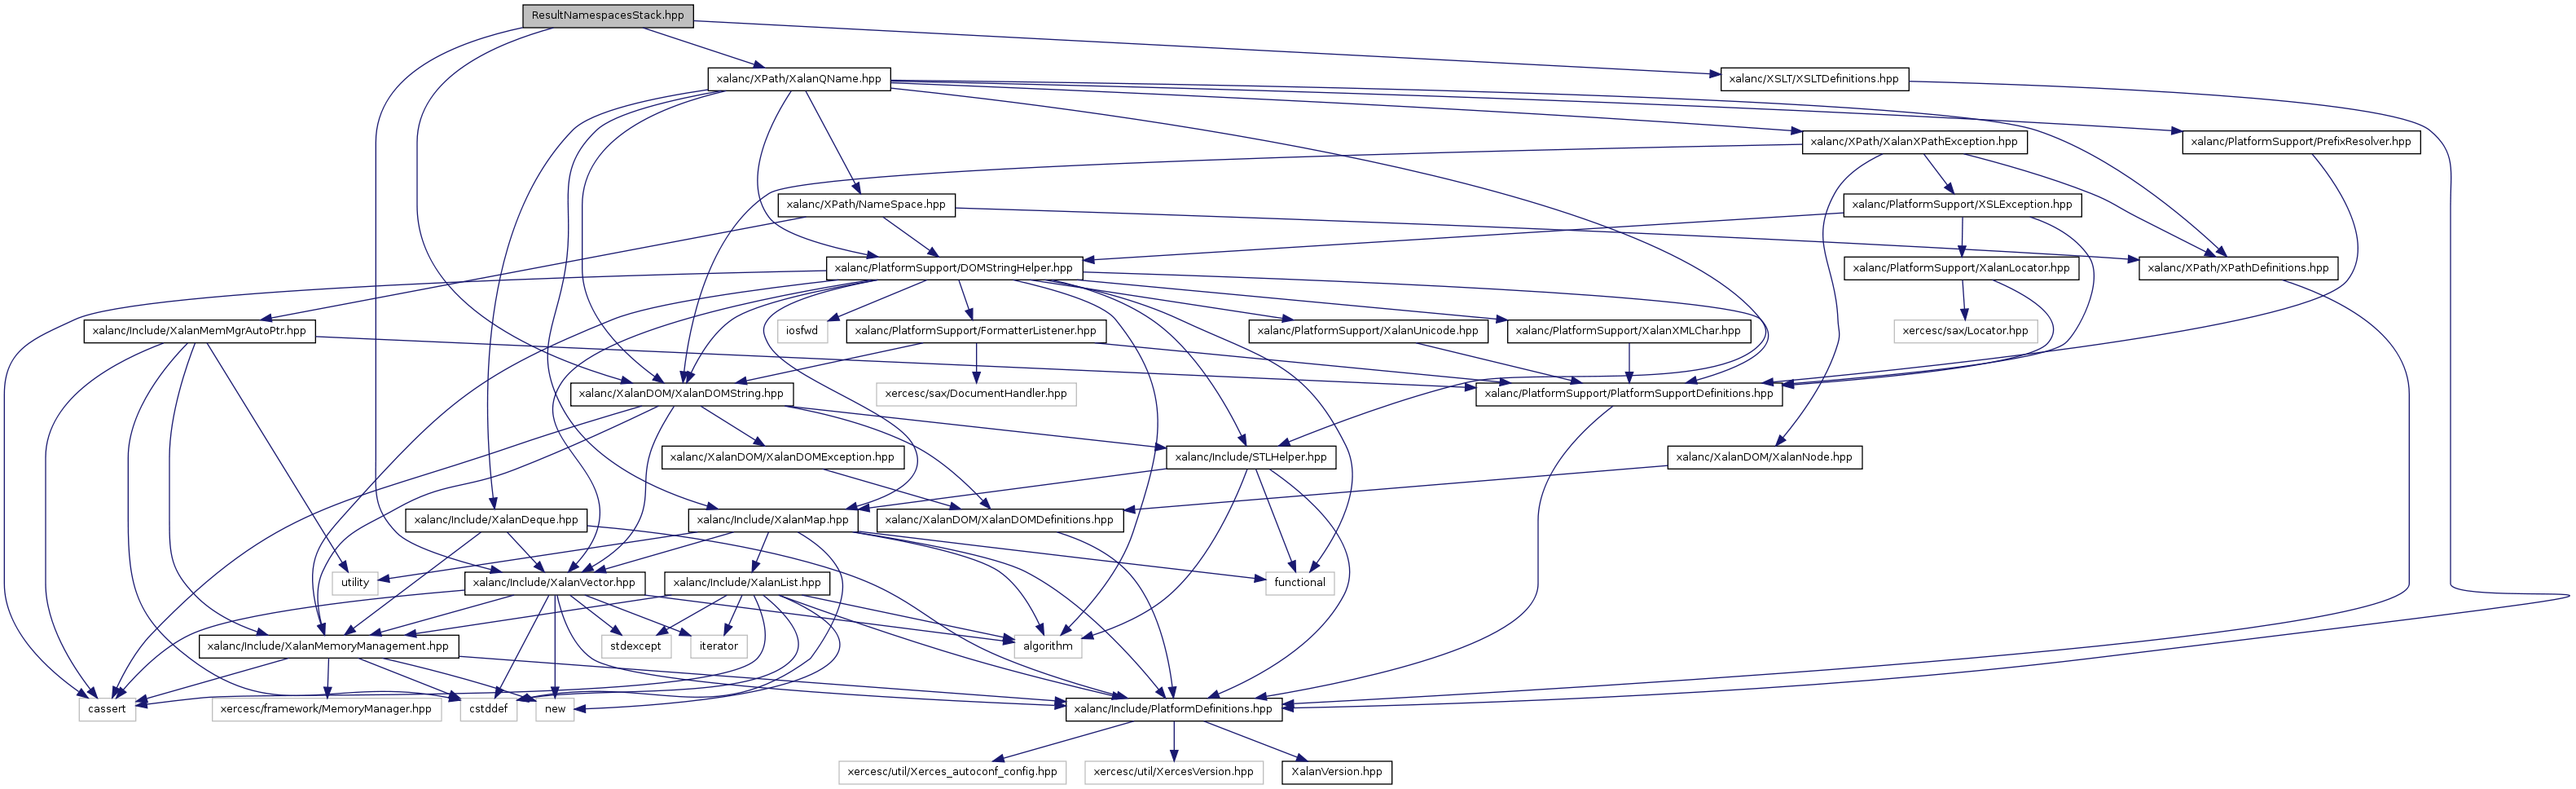 ResultNamespacesStack.hpp
xalanc/XPath/XalanQName.hpp
xalanc/XSLT/XSLTDefinitions.hpp
xalanc/XPath/XalanXPathException.hpp
xalanc/PlatformSupport/PrefixResolver.hpp
xalanc/XPath/NameSpace.hpp
xalanc/PlatformSupport/XSLException.hpp
xalanc/PlatformSupport/DOMStringHelper.hpp
xalanc/PlatformSupport/XalanLocator.hpp
xalanc/XPath/XPathDefinitions.hpp
xalanc/Include/XalanMemMgrAutoPtr.hpp
iosfwd
xalanc/PlatformSupport/FormatterListener.hpp
xalanc/PlatformSupport/XalanUnicode.hpp
xalanc/PlatformSupport/XalanXMLChar.hpp
xercesc/sax/Locator.hpp
xalanc/XalanDOM/XalanDOMString.hpp
xercesc/sax/DocumentHandler.hpp
xalanc/PlatformSupport/PlatformSupportDefinitions.hpp
xalanc/XalanDOM/XalanDOMException.hpp
xalanc/Include/STLHelper.hpp
xalanc/XalanDOM/XalanNode.hpp
xalanc/Include/XalanDeque.hpp
xalanc/Include/XalanMap.hpp
xalanc/XalanDOM/XalanDOMDefinitions.hpp
utility
xalanc/Include/XalanVector.hpp
xalanc/Include/XalanList.hpp
functional
xalanc/Include/XalanMemoryManagement.hpp
stdexcept
iterator
algorithm
cassert
xercesc/framework/MemoryManager.hpp
cstddef
new
xalanc/Include/PlatformDefinitions.hpp
xercesc/util/Xerces_autoconf_config.hpp
xercesc/util/XercesVersion.hpp
XalanVersion.hpp